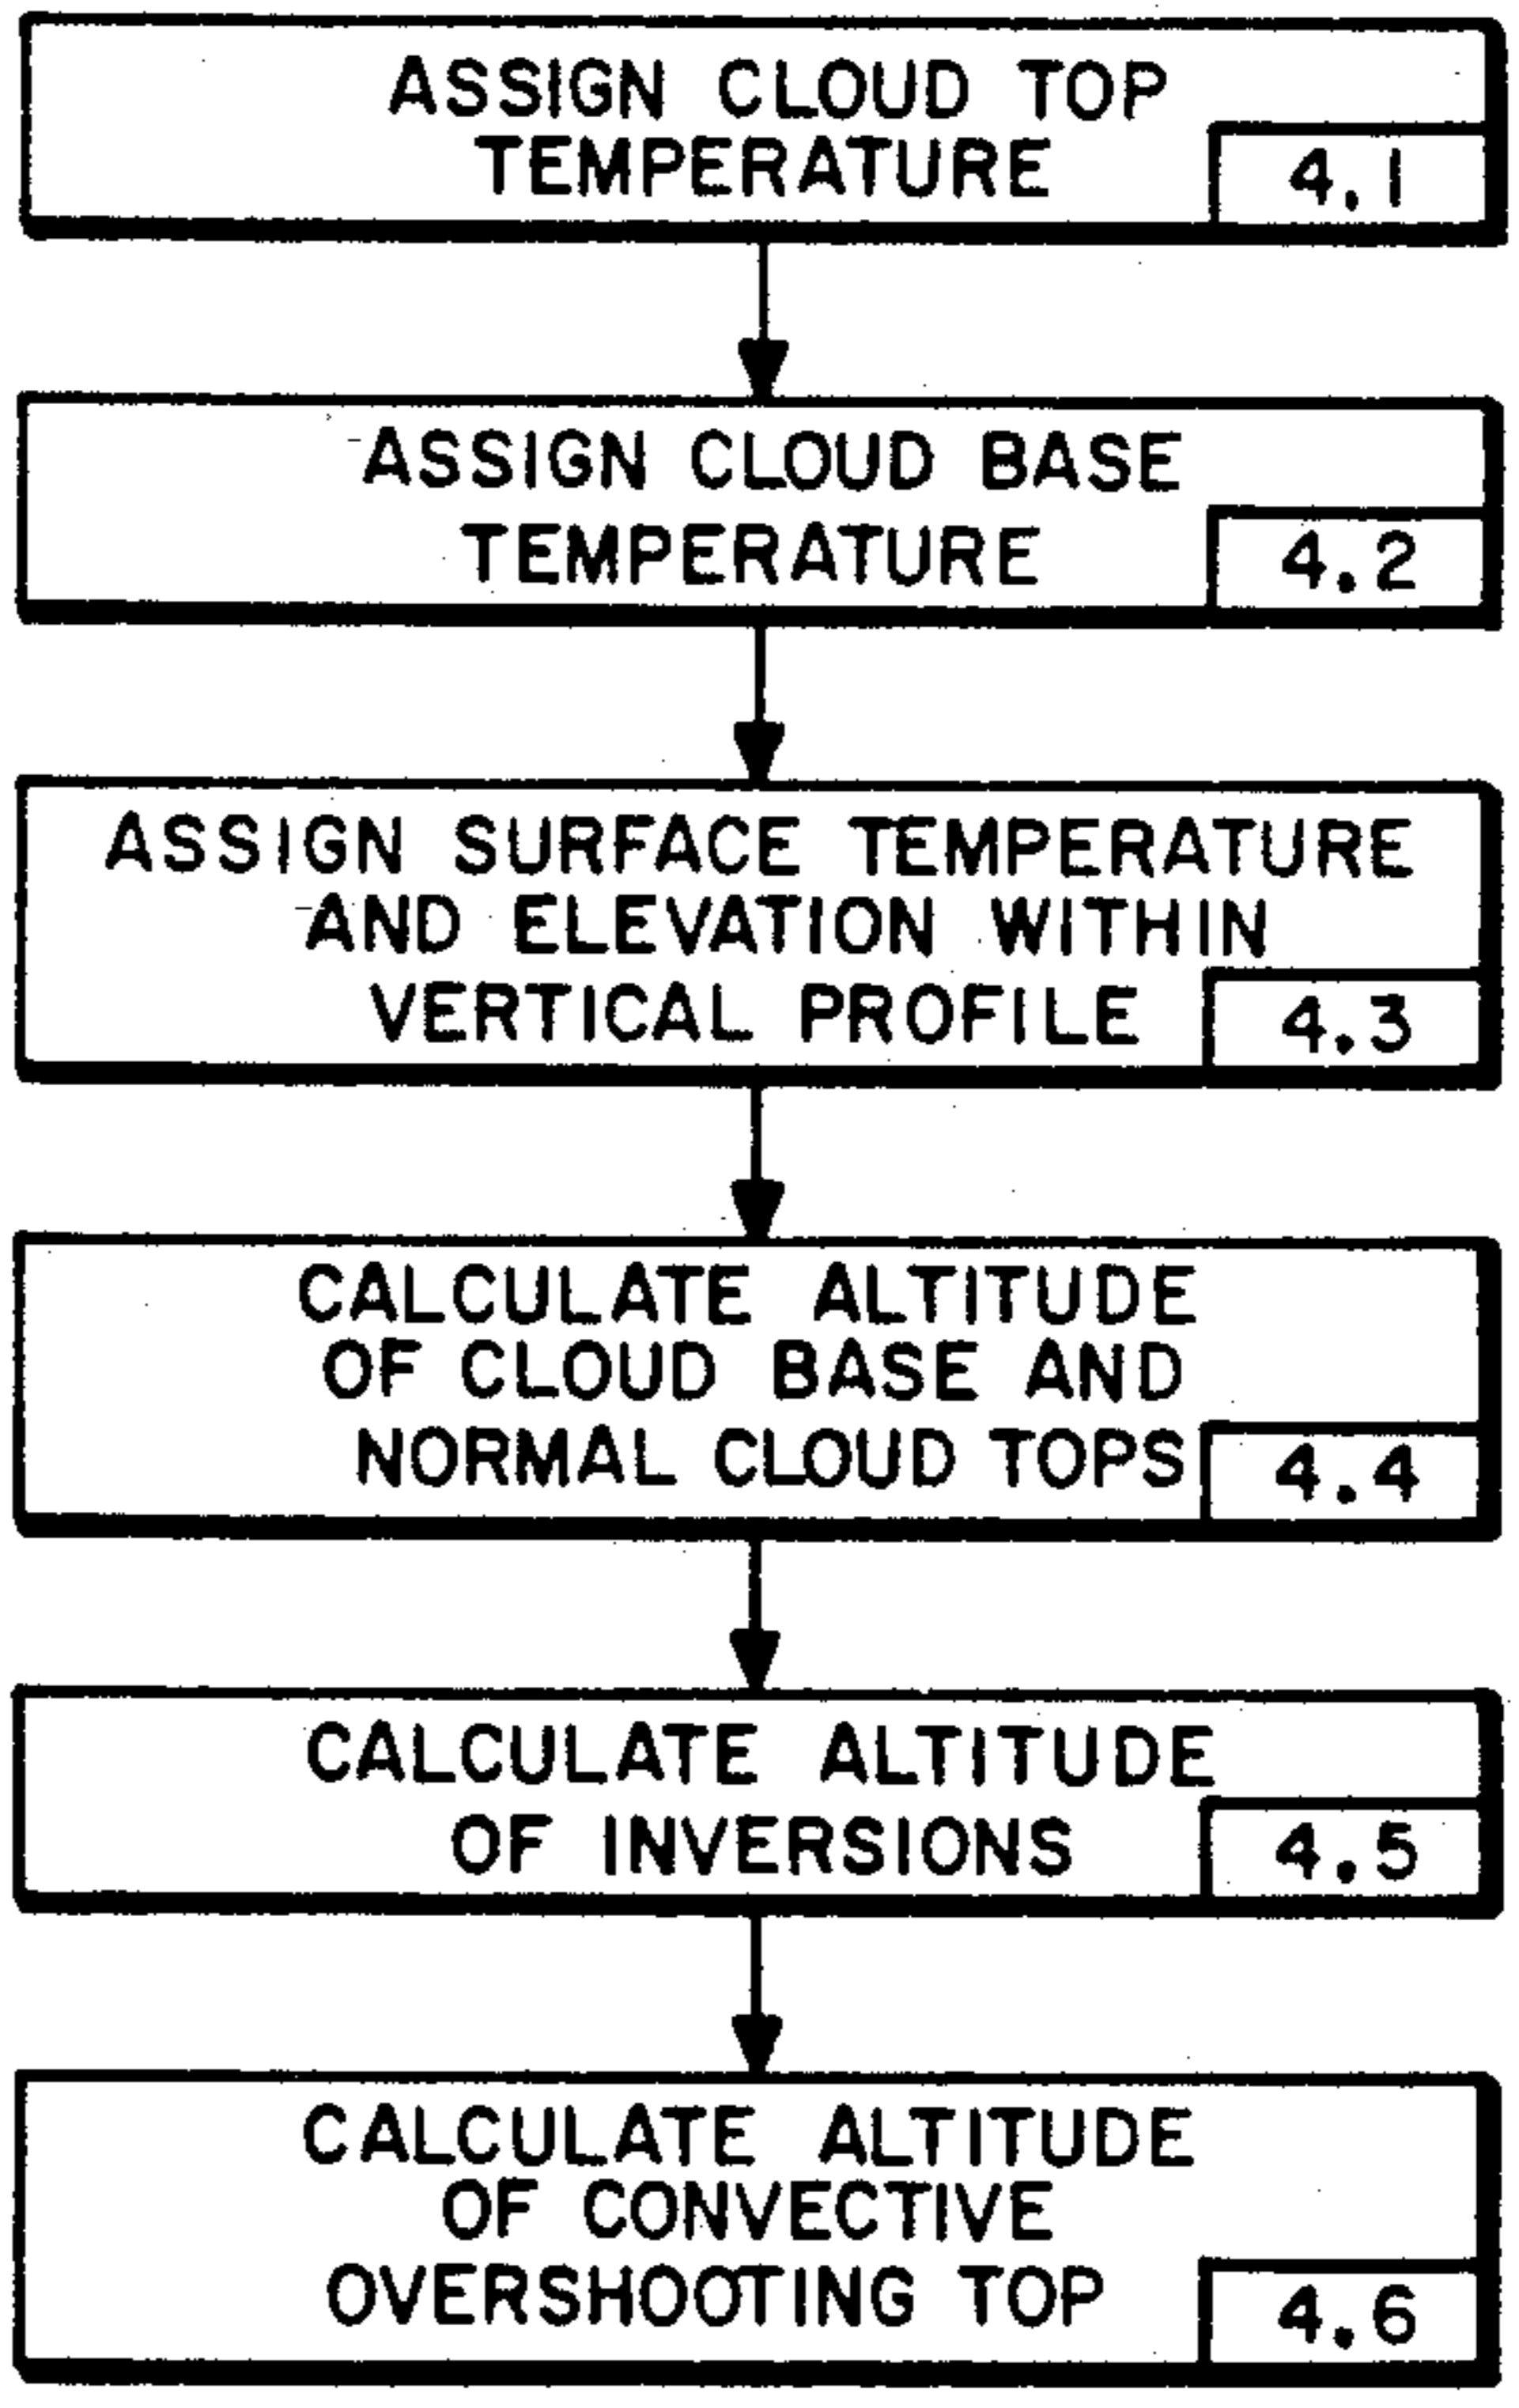 ASSIGN CLOUD TOP
TEMPERATURE
4.1
ASSIGN CLOUD BASE
TEMPERATURE
4.2
ASSIGN SURFACE TEMPERATURE
AND ELEVATION WITHIN
VERTICAL PROFILE
4.3
CALCULATE ALTITUDE
OF CLOUD BASE AND
NORMAL CLOUD TOPS
4.4
CALCULATE ALTITUDE
OF INVERSIONS
4.5
CALCULATE ALTITUDE
OF CONVECTIVE
OVERSHOOTING TOP
4.6